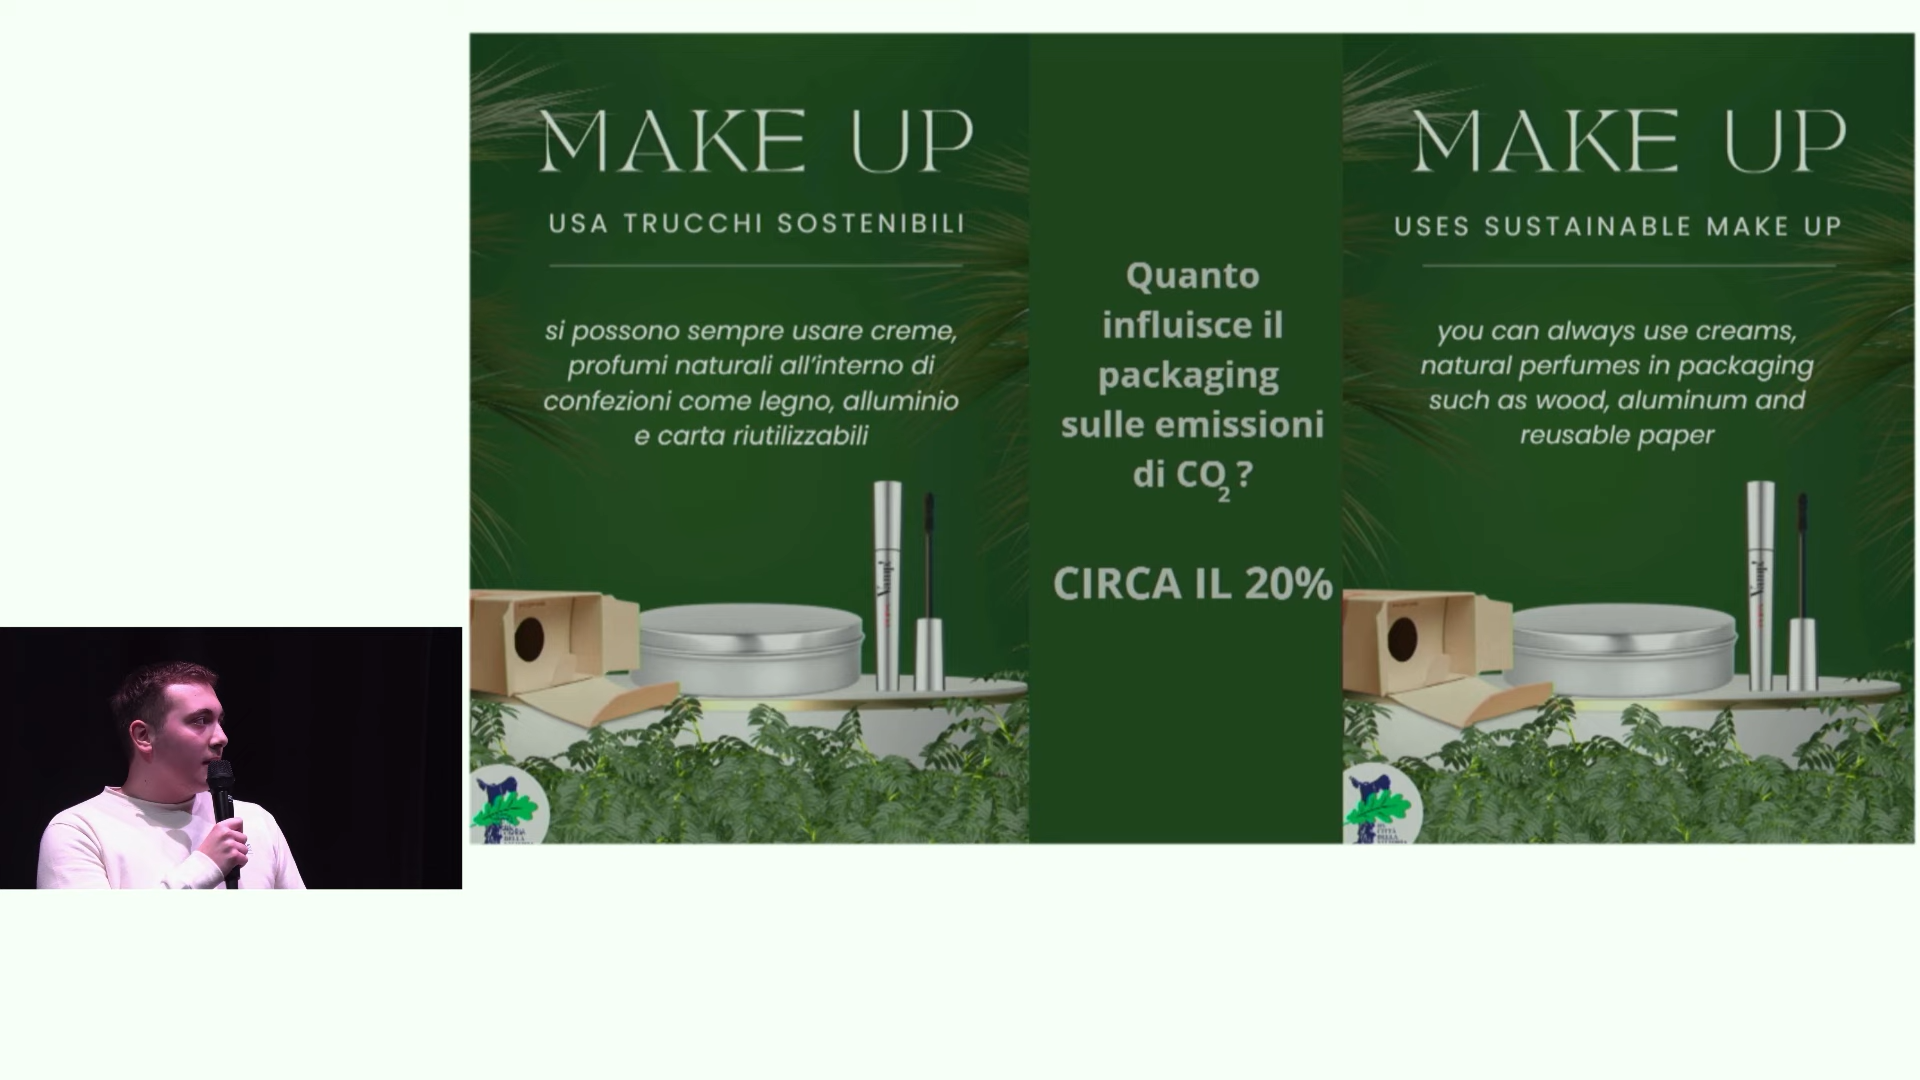 MAKE UP
USA TRUCCHI SOSTENIBILI
si possono sempre usare creme,
profumi naturali all'interno di
confezioni come legno, alluminio
e carta riutilizzabili
Quanto
influisce il
packaging
sulle emissioni
di CO2 ?
CIRCA IL 20%
MAKE UP
USES SUSTAINABLE MAKE UP
you can always use creams,
natural perfumes in packaging
such as wood, aluminum and
reusable paper